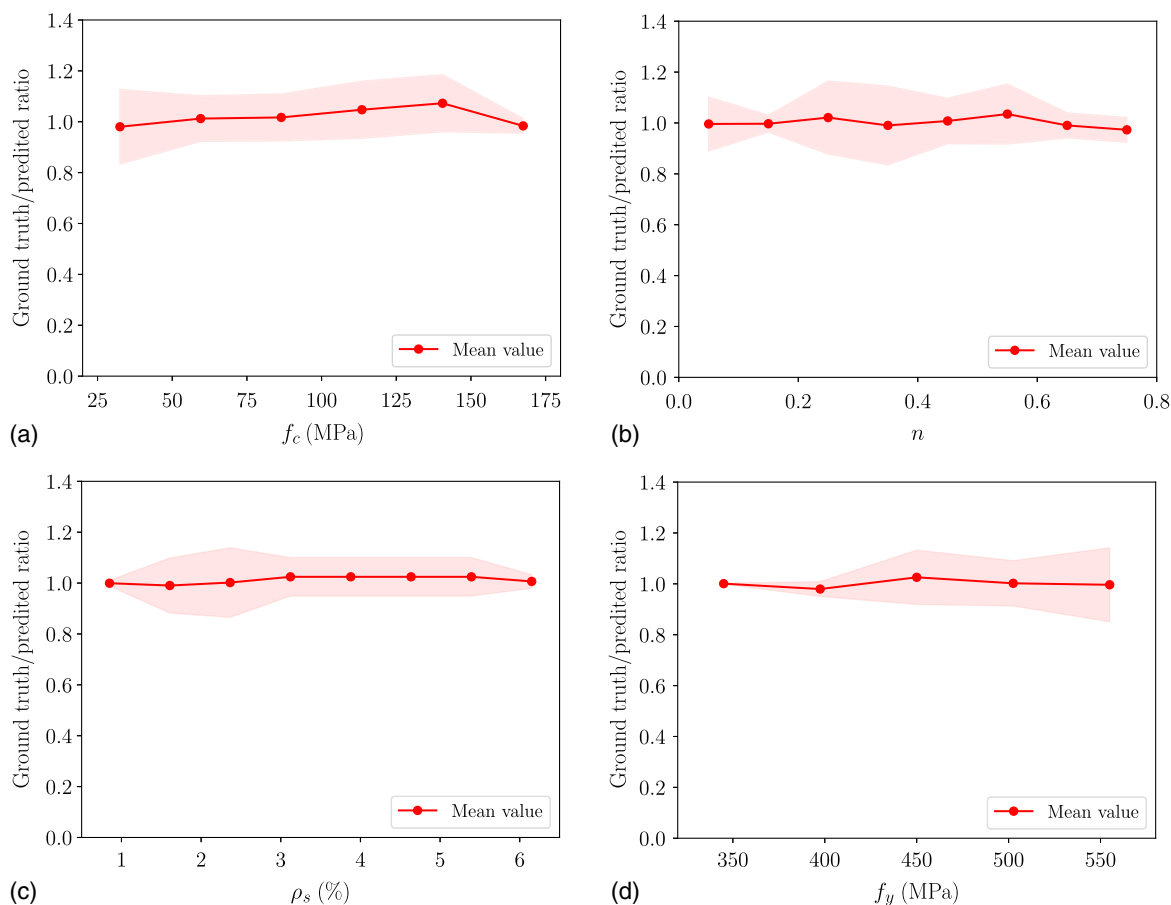 1.4
1.2
1.0
0.8
0.6
0.4
0.2
0.0
Ground truth/predited ratio
Mean value
25 50 75 100 125 150 175
(a)
f_c (MPa)
1.4
1.2
1.0
0.8
0.6
0.4
0.2
0.0
Ground truth/predited ratio
Mean value
0.0 0.2 0.4 0.6 0.8
(b)
n
1.4
1.2
1.0
0.8
0.6
0.4
0.2
0.0
Ground truth/predited ratio
Mean value
1 2 3 4 5 6
(c)
ρ_s (%)
1.4
1.2
1.0
0.8
0.6
0.4
0.2
0.0
Ground truth/predited ratio
Mean value
350 400 450 500 550
(d)
f_y (MPa)